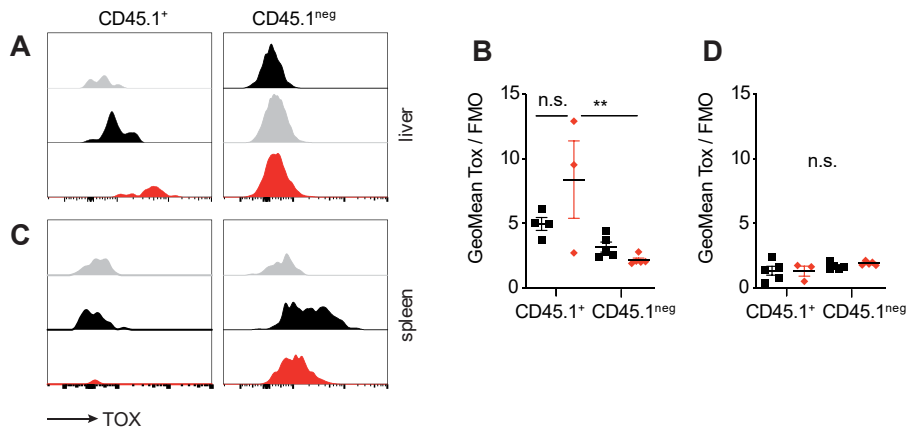 CD45.1⁺ CD45.1ⁿᵉᵍ
A
liver
C
spleen
TOX
B
GeoMean Tox / FMO
15
10
5
0
n.s.
**
CD45.1⁺ CD45.1ⁿᵉᵍ
D
GeoMean Tox / FMO
15
10
5
0
n.s.
CD45.1⁺ CD45.1ⁿᵉᵍ